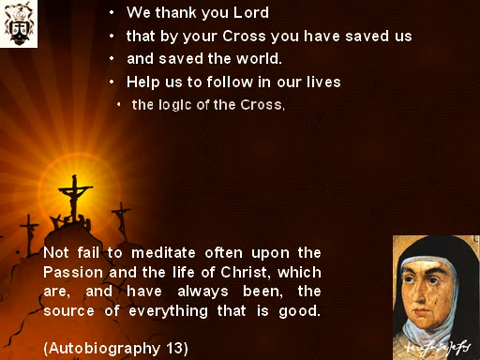 • We thank you Lord
• that by your Cross you have saved us
• and saved the world.
• Help us to follow in our lives
• the logic of the Cross,
Not fail to meditate often upon the
Passion and the life of Christ, which
are, and have always been, the
source of everything that is good.
(Autobiography 13)